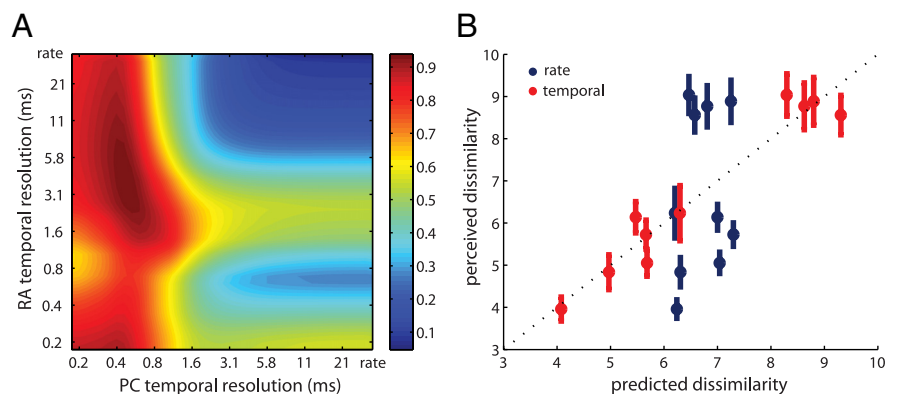 A
RA temporal resolution (ms)
rate
21
11
5.8
3.1
1.6
0.8
0.4
0.2
0.2 0.4 0.8 1.6 3.1 5.8 11 21 rate
PC temporal resolution (ms)
0.9
0.8
0.7
0.6
0.5
0.4
0.3
0.2
0.1
B
perceived dissimilarity
10
9
8
7
6
5
4
3
rate
temporal
3 4 5 6 7 8 9 10
predicted dissimilarity